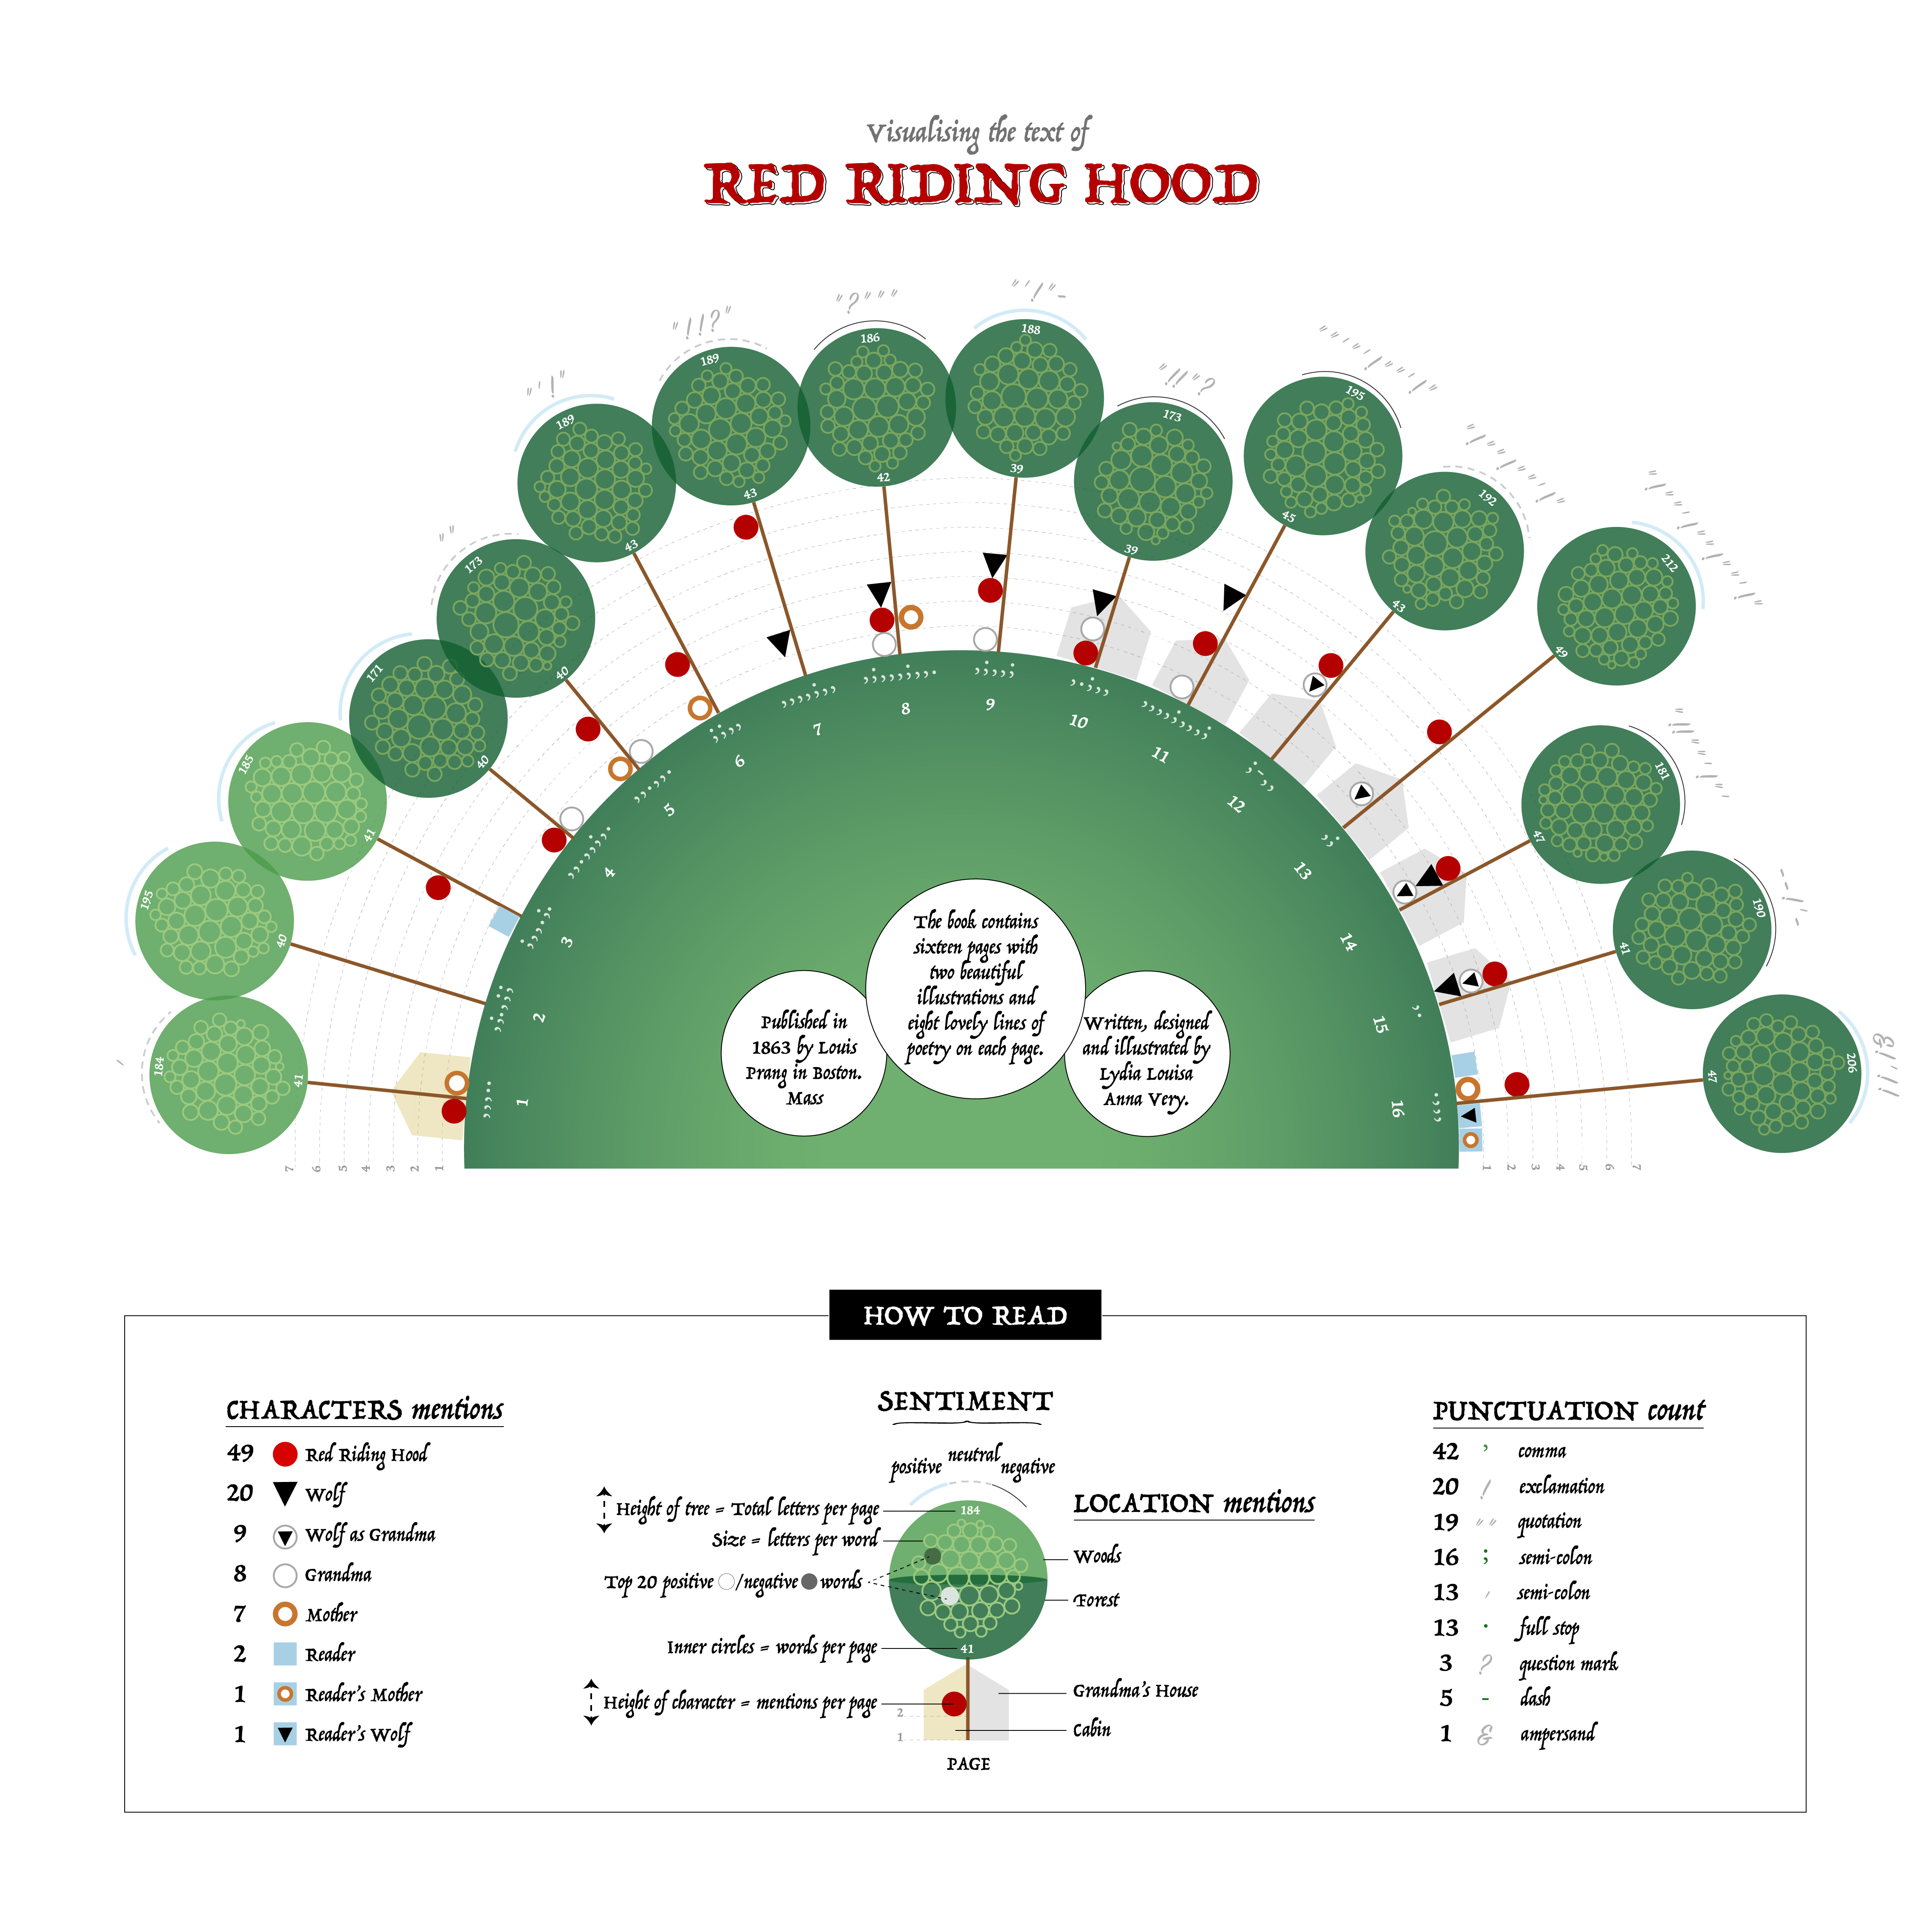 Visualising the text of
RED RIDING HOOD
184
41
195
40
185
41
171
40
173
40
189
43
189
43
186
42
188
39
173
39
195
45
192
43
212
49
181
47
190
41
206
47
"
"'!"
"!!?"
"?"""
"'!"-
"!!"?
&!'!!
1
2
3
4
5
6
7
8
9
10
11
12
13
14
15
16
7 6 5 4 3 2 1
1 2 3 4 5 6 7
Published in
1863 by Louis
Prang in Boston.
Mass
The book contains
sixteen pages with
two beautiful
illustrations and
eight lovely lines of
poetry on each page.
Written, designed
and illustrated by
Lydia Louisa
Anna Very.
HOW TO READ
CHARACTERS mentions
49 Red Riding Hood
20 Wolf
9 Wolf as Grandma
8 Grandma
7 Mother
2 Reader
1 Reader's Mother
1 Reader's Wolf
SENTIMENT
positive neutral negative
Height of tree = Total letters per page
184
Size = letters per word
Top 20 positive /negative words
Inner circles = words per page
41
Height of character = mentions per page
2
1
PAGE
LOCATION mentions
Woods
Forest
Grandma's House
Cabin
PUNCTUATION count
42 , comma
20 ! exclamation
19 " " quotation
16 ; semi-colon
13 ' semi-colon
13 . full stop
3 ? question mark
5 - dash
1 & ampersand